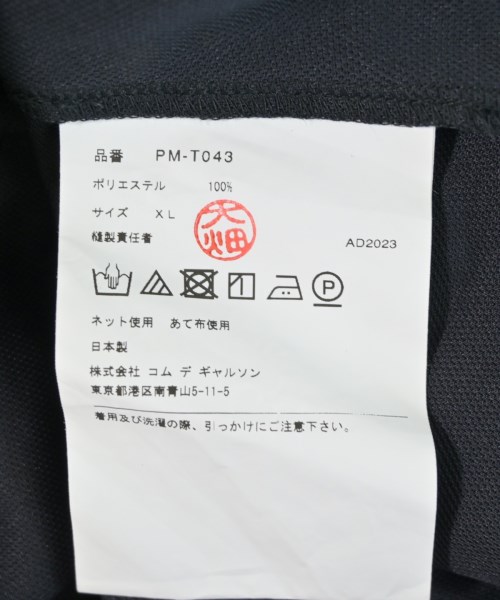 品番 PM-T043
ポリエステル 100%
サイズ XL
縫製責任者 大畑 AD2023
P
ネット使用 あて布使用
日本製
株式会社 コム デ ギャルソン
東京都港区南青山5-11-5
着用及び洗濯の際、引っかけにご注意下さい。